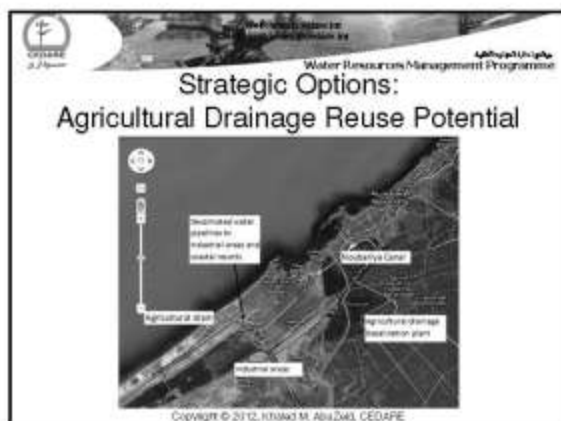 CEDARE
Water Resources Management Programme
Strategic Options:
Agricultural Drainage Reuse Potential
Desalinated water
pipelines to
industrial areas and
coastal resorts
Noubariya Canal
Agricultural drain
Agricultural drainage
desalination plant
Industrial areas
Copyright © 2012, Khaled M. AbuZeid, CEDARE